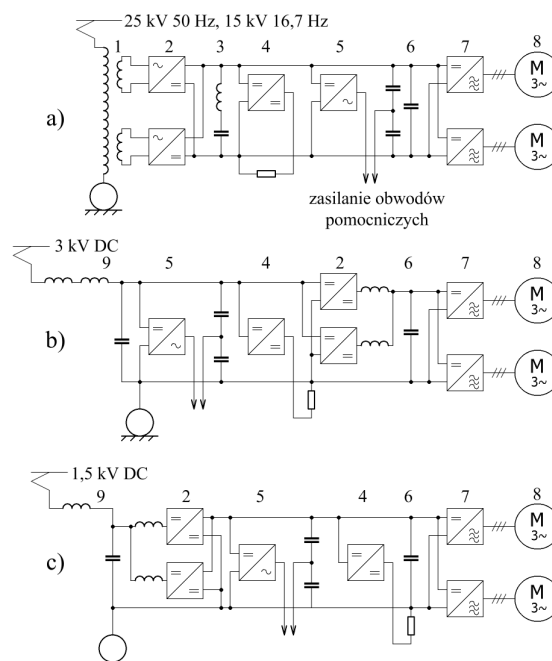 25 kV 50 Hz, 15 kV 16,7 Hz
1 2 3 4 5 6 7 8
M
3~
a)
M
3~
zasilanie obwodów
pomocniczych
3 kV DC
9 5 4 2 6 7 8
M
3~
b)
M
3~
1,5 kV DC
9 2 5 4 6 7 8
M
3~
c)
M
3~